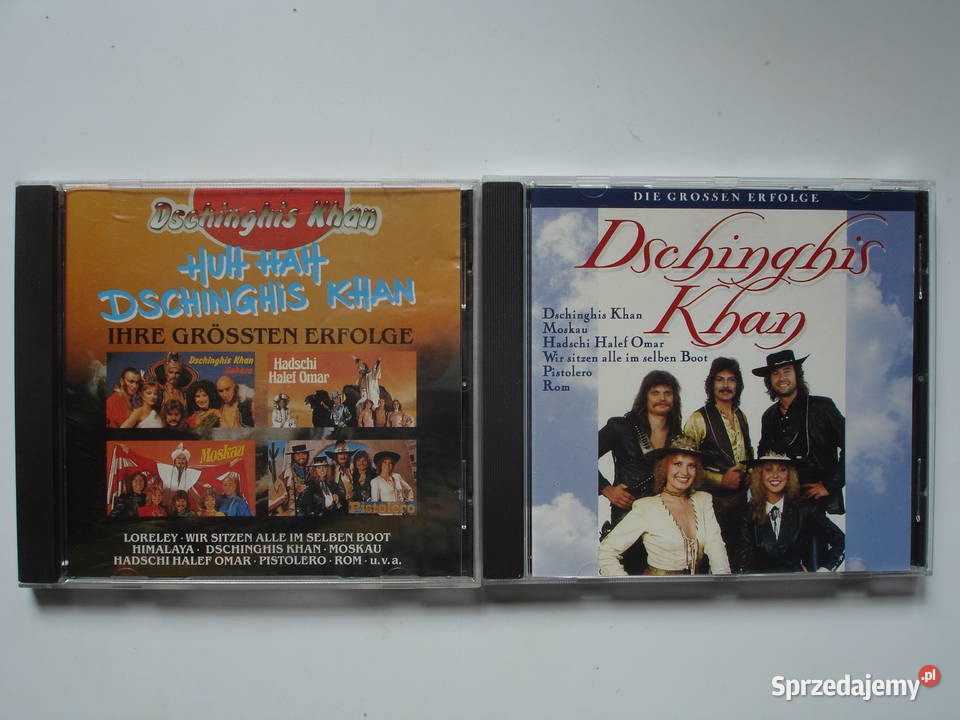 Dschinghis Khan
HUH HAH
DSCHINGHIS KHAN
IHRE GRÖSSTEN ERFOLGE
Dschinghis Khan
Sahara
Hadschi
Halef Omar
Moskau
Pistolero
LORELEY · WIR SITZEN ALLE IM SELBEN BOOT
HIMALAYA · DSCHINGHIS KHAN · MOSKAU
HADSCHI HALEF OMAR · PISTOLERO · ROM · u.v.a.
DIE GROSSEN ERFOLGE
Dschinghis
Khan
Dschinghis Khan
Moskau
Hadschi Halef Omar
Wir sitzen alle im selben Boot
Pistolero
Rom
Sprzedajemy.pl